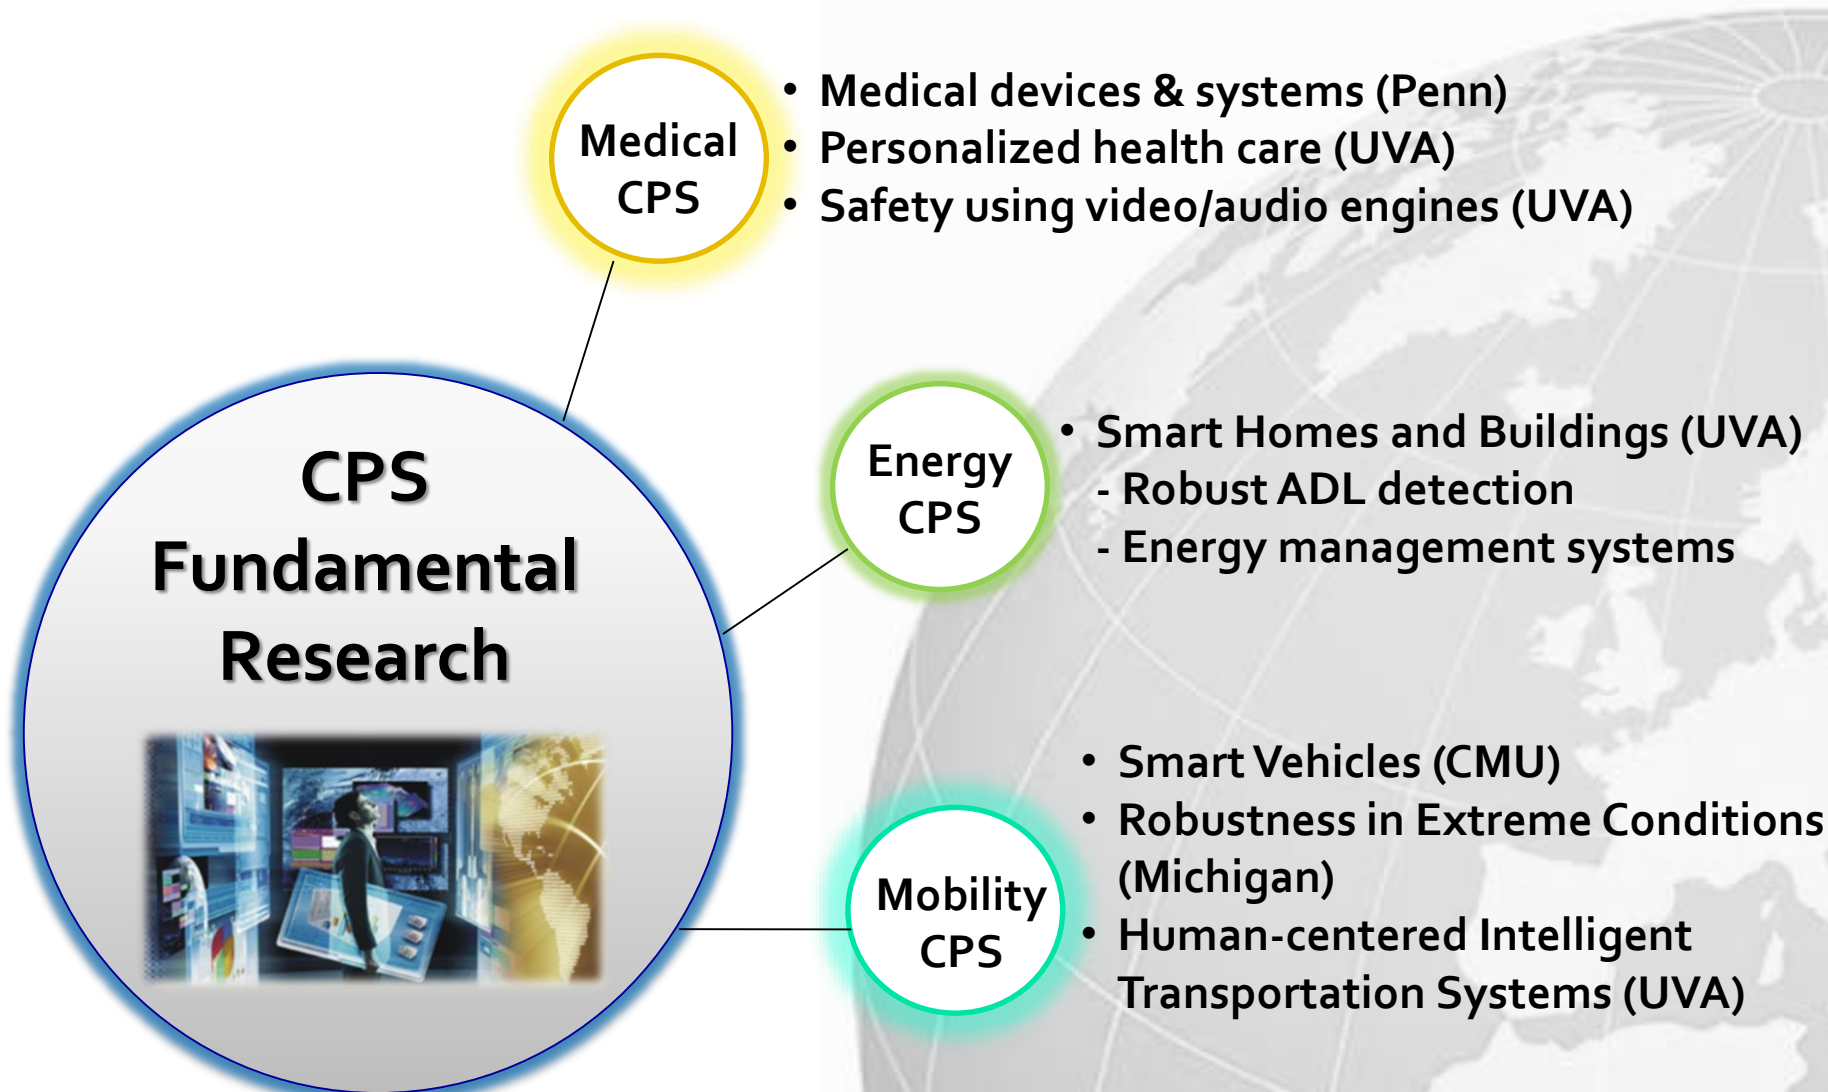 Medical
CPS
• Medical devices & systems (Penn)
• Personalized health care (UVA)
• Safety using video/audio engines (UVA)
CPS
Fundamental
Research
Energy
CPS
• Smart Homes and Buildings (UVA)
- Robust ADL detection
- Energy management systems
Mobility
CPS
• Smart Vehicles (CMU)
• Robustness in Extreme Conditions
(Michigan)
• Human-centered Intelligent
Transportation Systems (UVA)